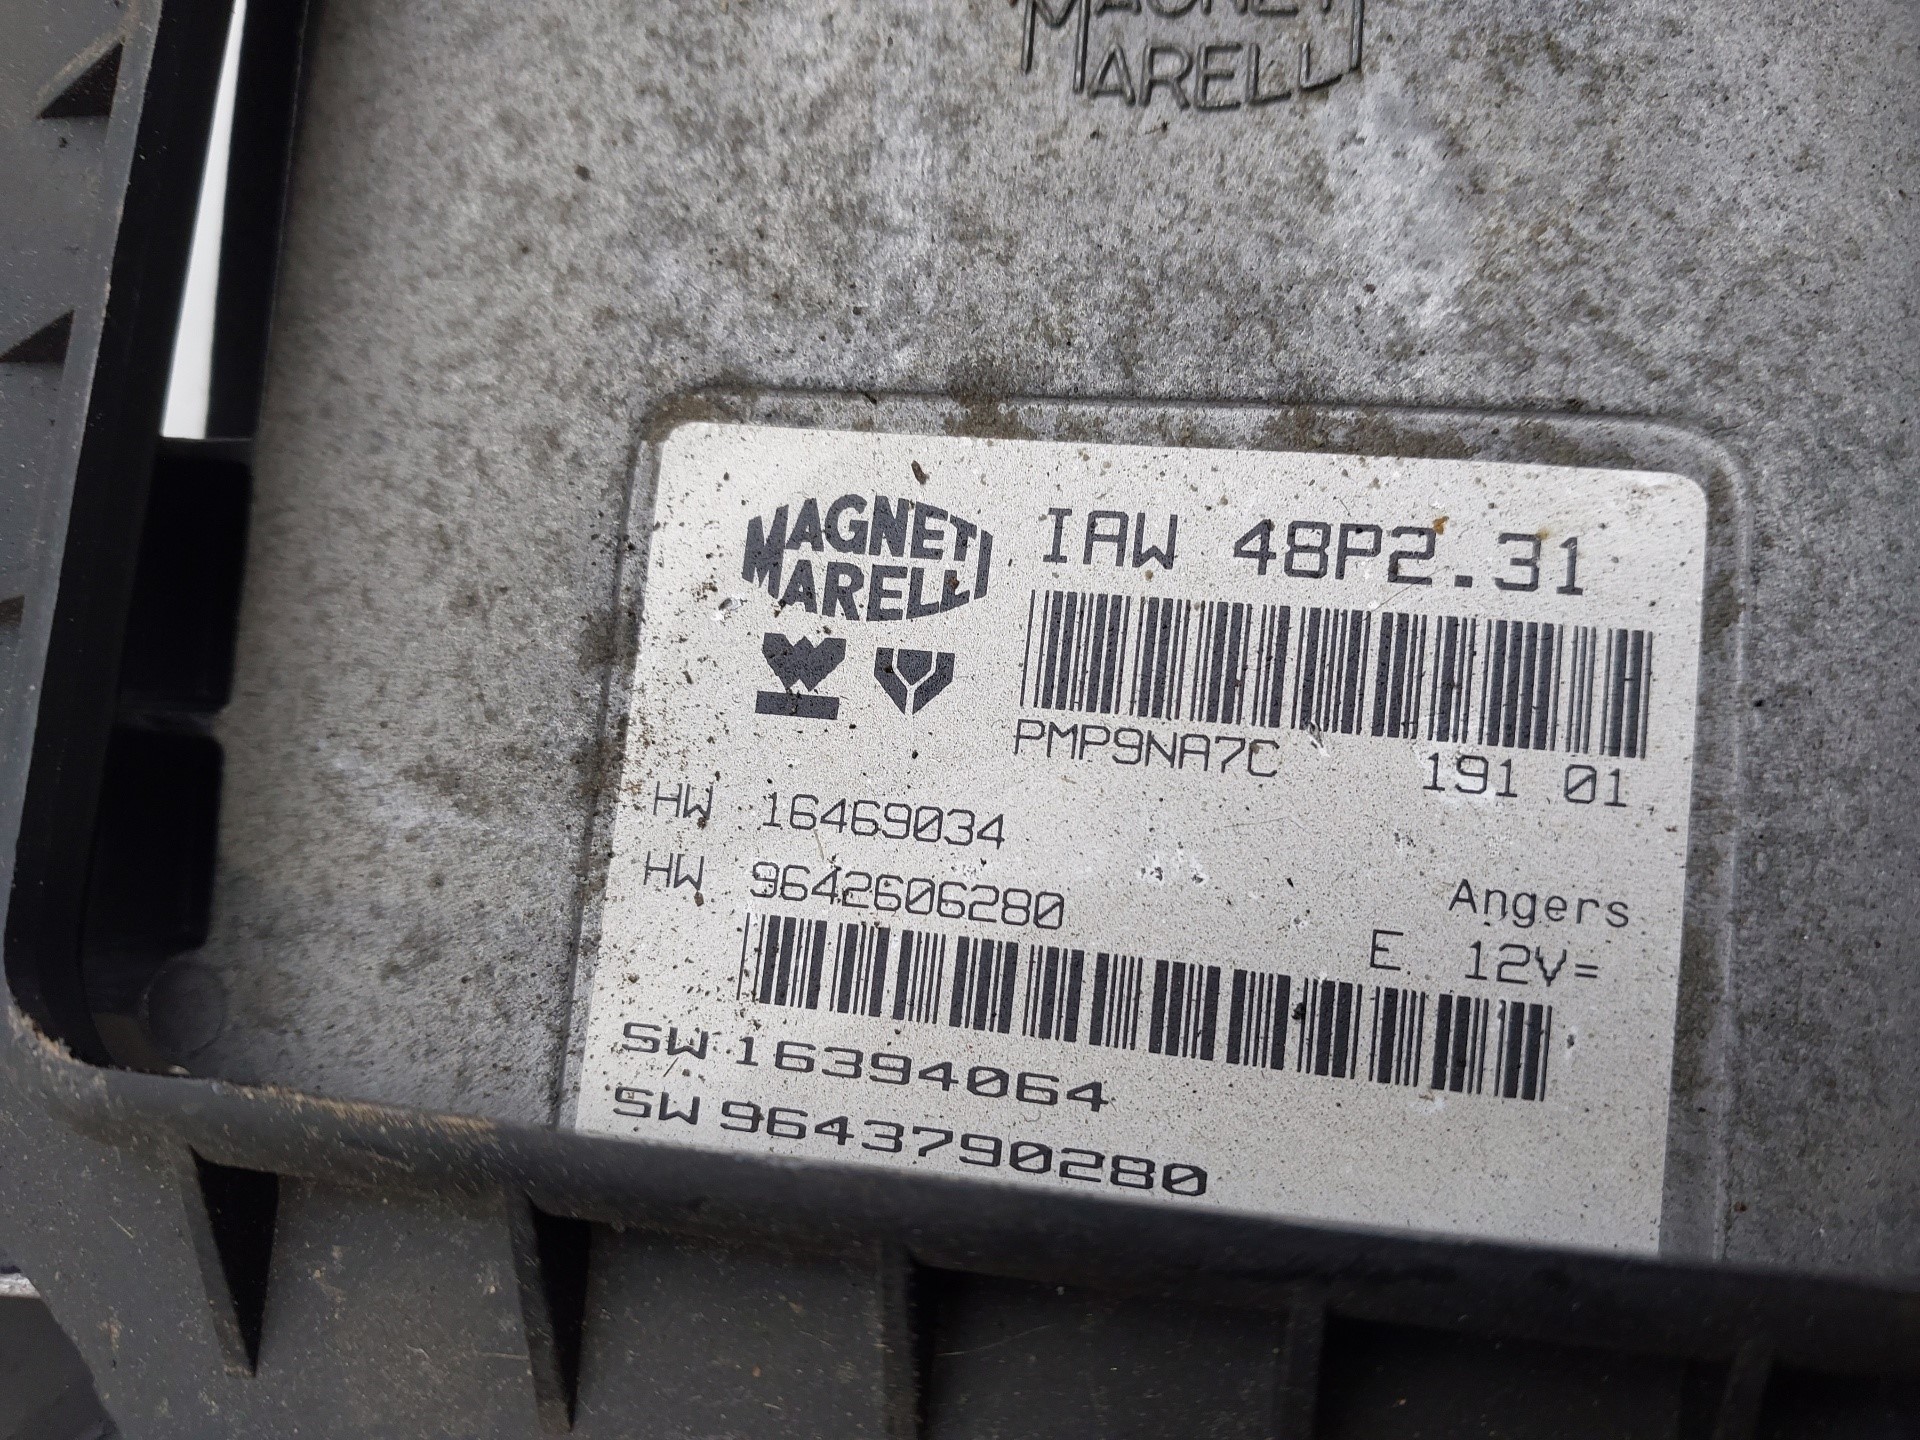 MAGNETI
MARELLI
MAGNETI
MARELLI
IAW 48P2.31
PMP9NA7C 191 01
HW 16469034
HW 9642606280
Angers
E. 12V=
SW 16394064
SW 9643790280